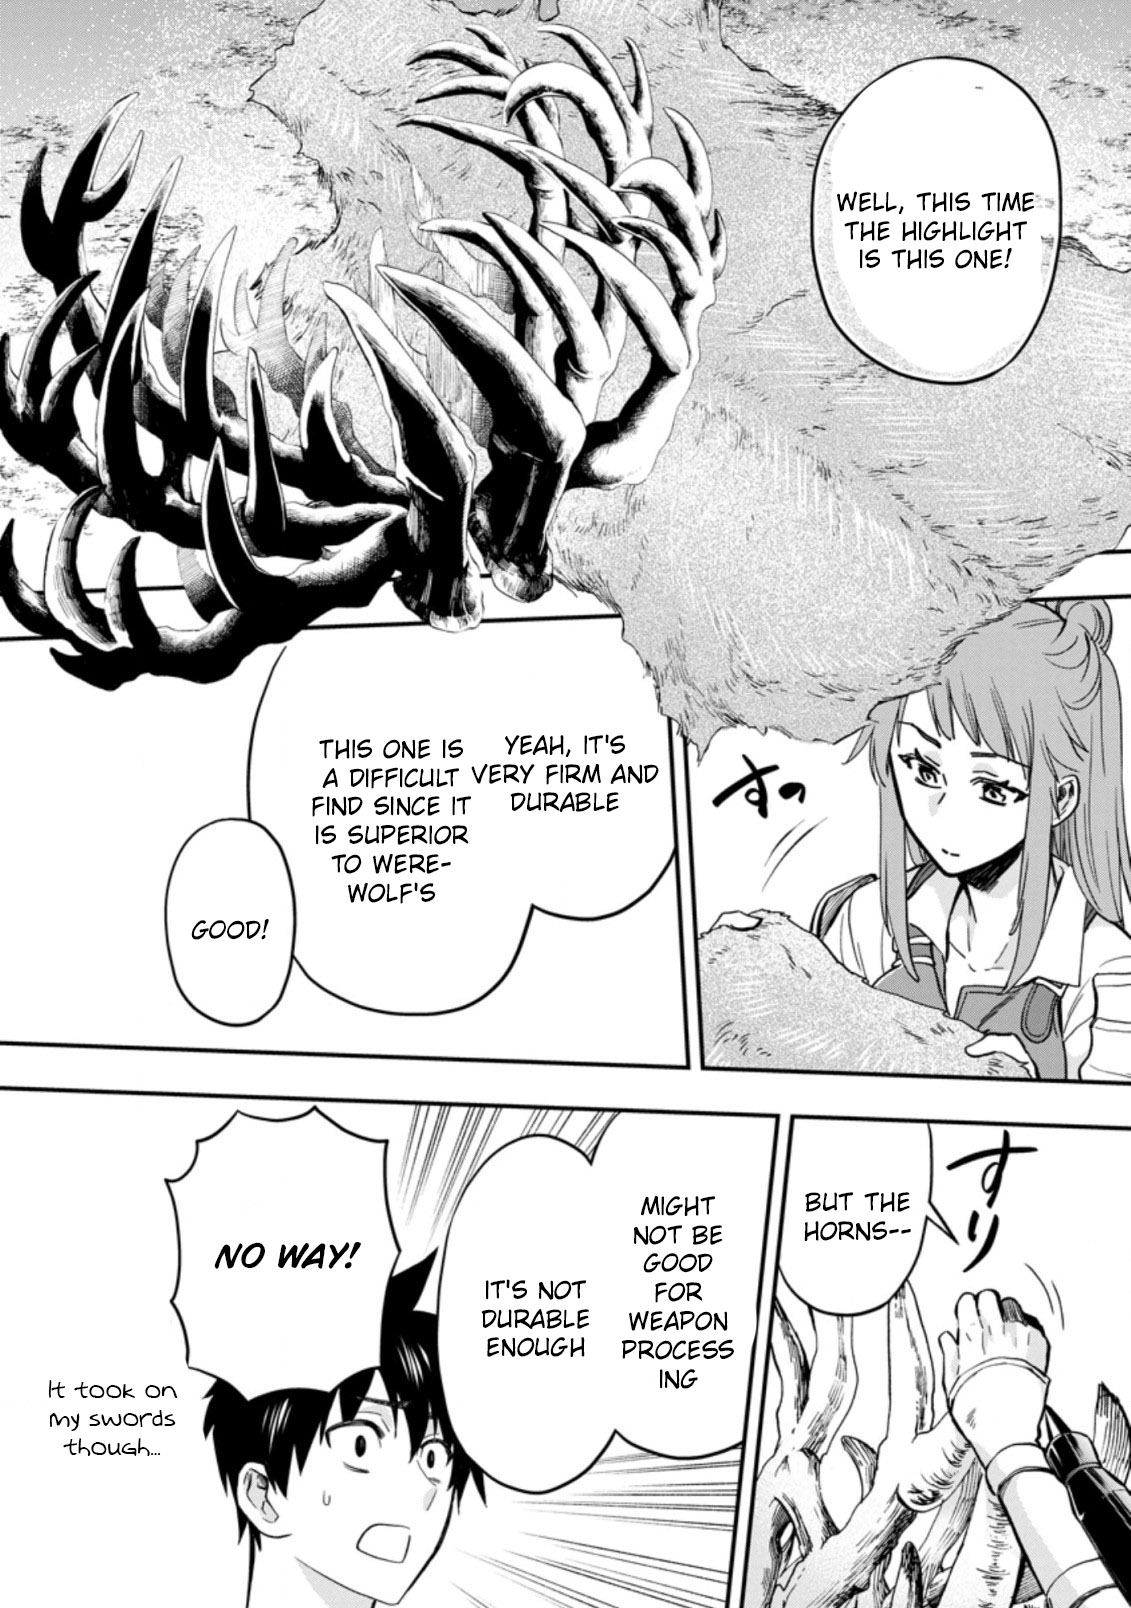 WELL, THIS TIME
THE HIGHLIGHT
IS THIS ONE!
すっ
YEAH, IT'S
VERY FIRM AND
DURABLE
THIS ONE IS
A DIFFICULT
FIND SINCE IT
IS SUPERIOR
TO WERE-
WOLF'S
GOOD!
すり
BUT THE
HORNS--
MIGHT
NOT BE
GOOD
FOR
WEAPON
PROCESS
ING
IT'S NOT
DURABLE
ENOUGH
NO WAY!
It took on
my swords
though...